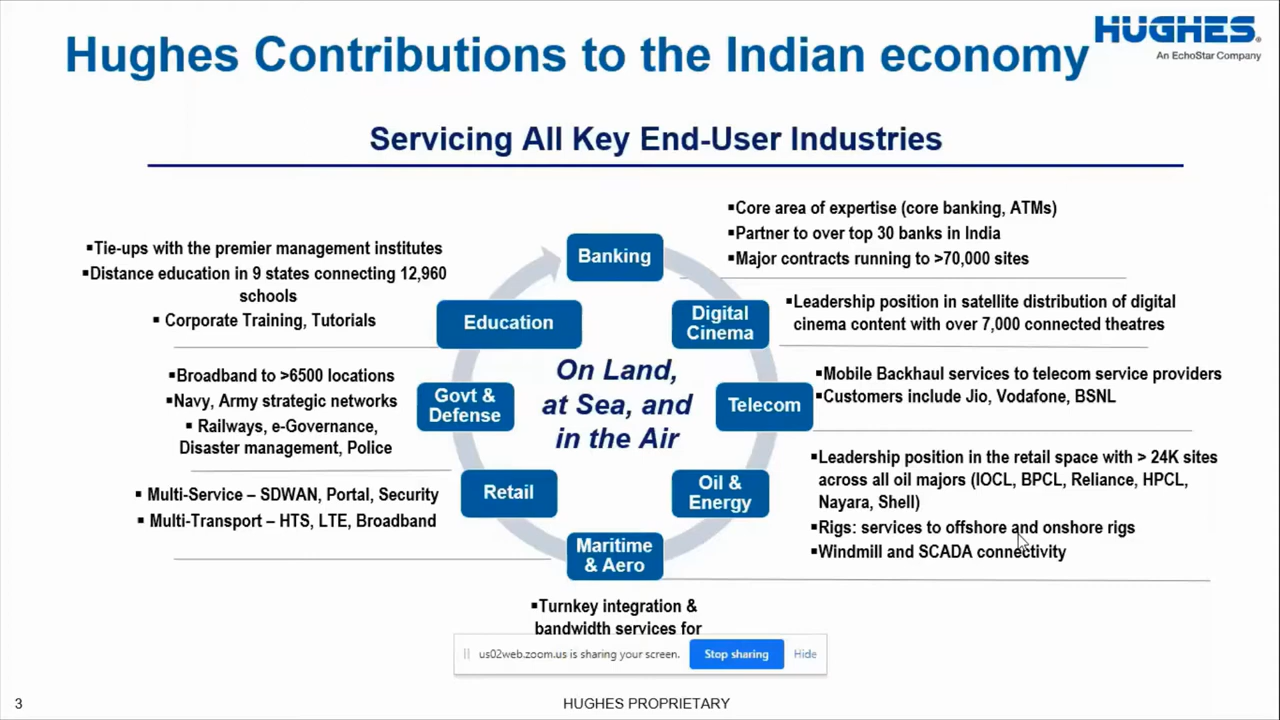 HUGHES®
An EchoStar Company
Hughes Contributions to the Indian economy
Servicing All Key End-User Industries
Banking
▪Core area of expertise (core banking, ATMs)
▪Partner to over top 30 banks in India
▪Major contracts running to >70,000 sites
Digital
Cinema
▪Leadership position in satellite distribution of digital
cinema content with over 7,000 connected theatres
Telecom
▪Mobile Backhaul services to telecom service providers
▪Customers include Jio, Vodafone, BSNL
Oil &
Energy
▪Leadership position in the retail space with > 24K sites
across all oil majors (IOCL, BPCL, Reliance, HPCL,
Nayara, Shell)
▪Rigs: services to offshore and onshore rigs
▪Windmill and SCADA connectivity
Maritime
& Aero
▪Turnkey integration &
bandwidth services for
Retail
▪ Multi-Service – SDWAN, Portal, Security
▪ Multi-Transport – HTS, LTE, Broadband
Govt &
Defense
▪Broadband to >6500 locations
▪Navy, Army strategic networks
▪ Railways, e-Governance,
Disaster management, Police
Education
▪Tie-ups with the premier management institutes
▪Distance education in 9 states connecting 12,960
schools
▪ Corporate Training, Tutorials
On Land,
at Sea, and
in the Air
us02web.zoom.us is sharing your screen.
Stop sharing
Hide
3
HUGHES PROPRIETARY